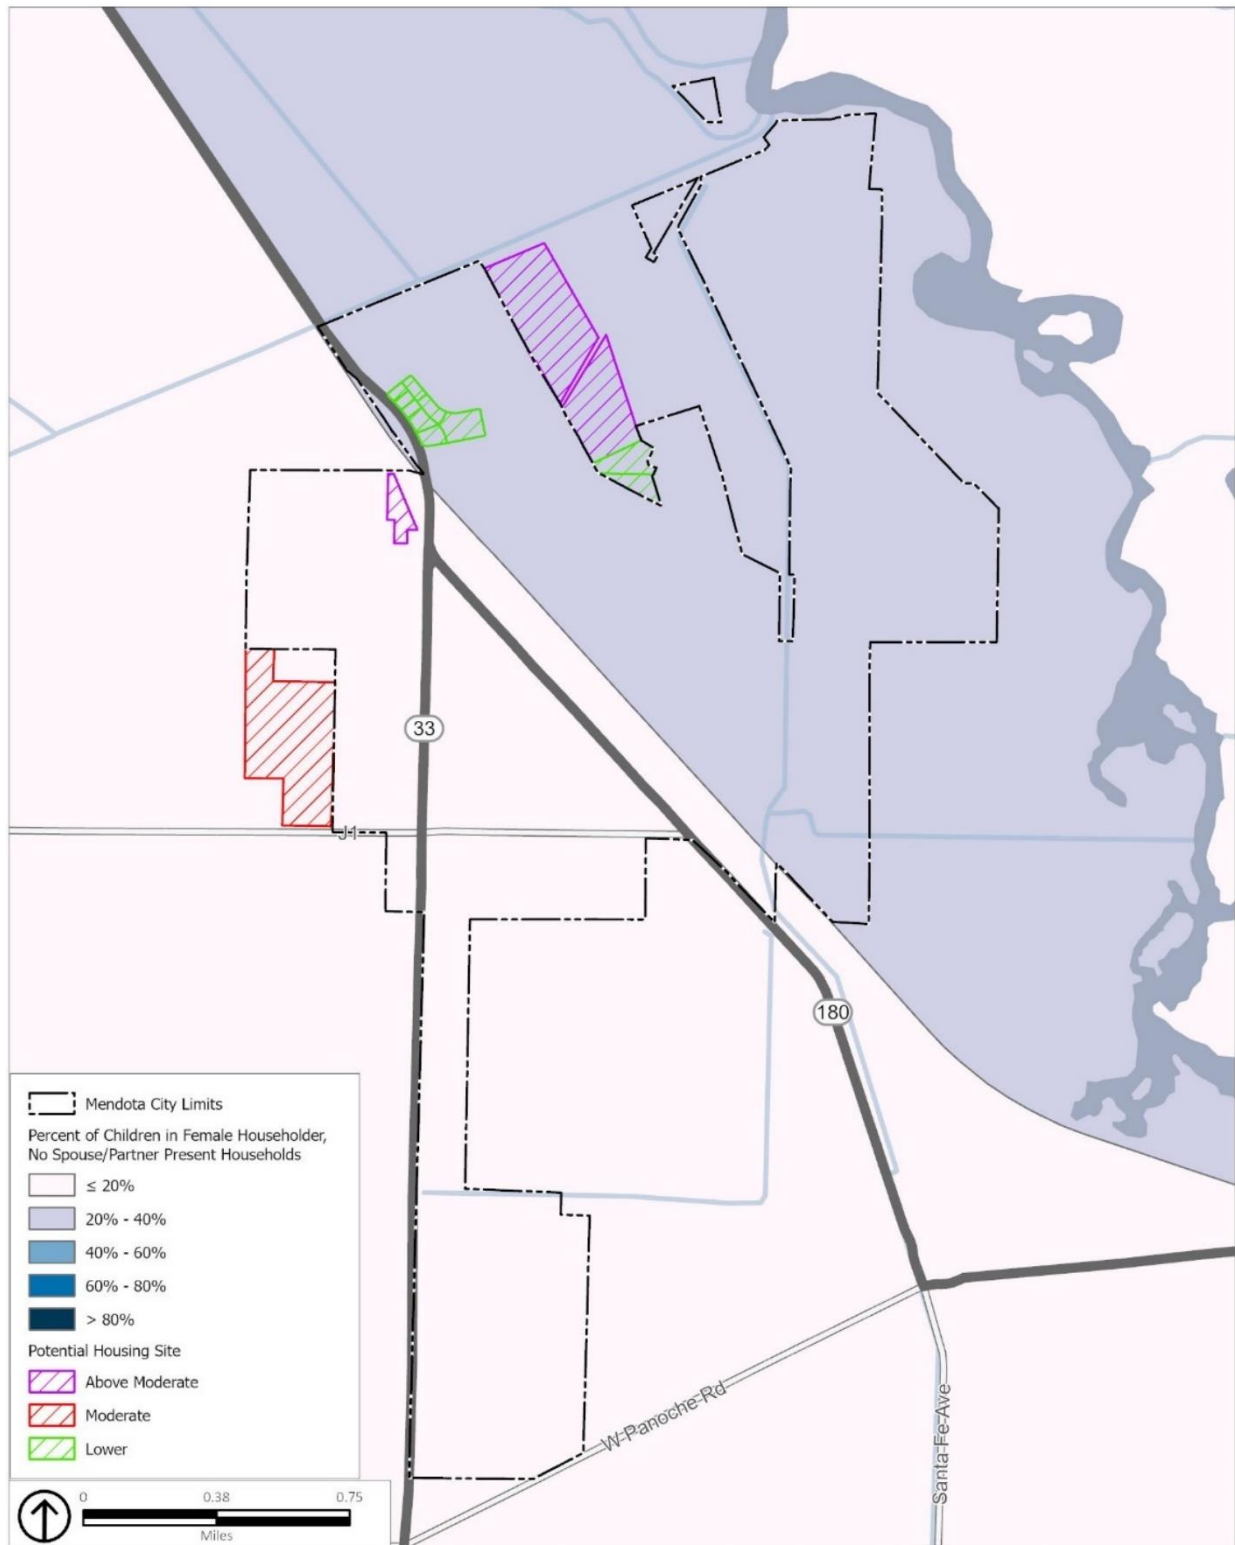 33
J1
180
W-Panoche-Rd
Santa-Fe-Ave
Mendota City Limits
Percent of Children in Female Householder,
No Spouse/Partner Present Households
≤ 20%
20% - 40%
40% - 60%
60% - 80%
> 80%
Potential Housing Site
Above Moderate
Moderate
Lower
0 0.38 0.75
Miles